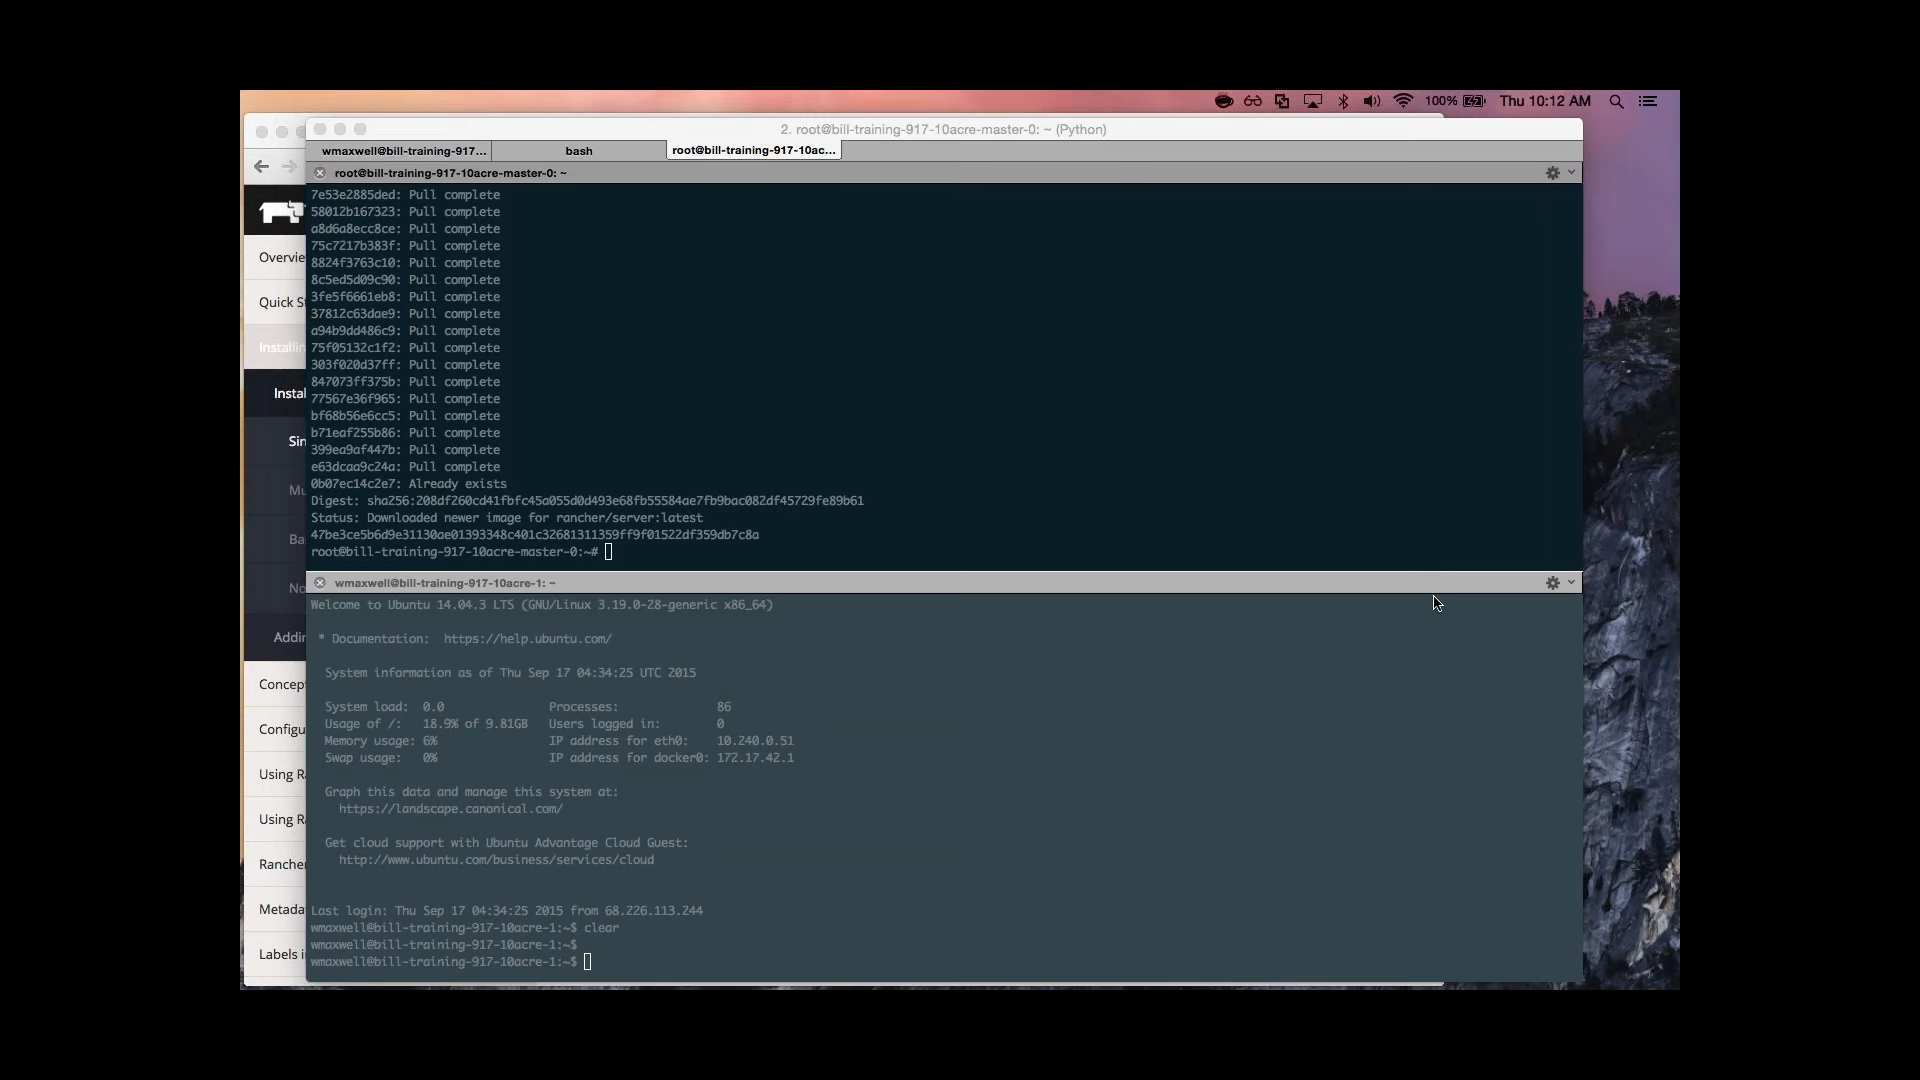 100% Thu 10:12 AM
2. root@bill-training-917-10acre-master-0: ~ (Python)
wmaxwell@bill-training-917...
bash
root@bill-training-917-10ac...
root@bill-training-917-10acre-master-0: ~
7e53e2885ded: Pull complete
58012b167323: Pull complete
a8d6a8ecc8ce: Pull complete
75c7217b383f: Pull complete
8824f3763c10: Pull complete
8c5ed5d09c90: Pull complete
3fe5f6661eb8: Pull complete
37812c63dae9: Pull complete
a94b9dd486c9: Pull complete
75f05132c1f2: Pull complete
303f020d37ff: Pull complete
847073ff375b: Pull complete
77567e36f965: Pull complete
bf68b56e6cc5: Pull complete
b71eaf255b86: Pull complete
399ea9af447b: Pull complete
e63dcaa9c24a: Pull complete
0b07ec14c2e7: Already exists
Digest: sha256:208df260cd41fbfc45a055d0d493e68fb55584ae7fb9bac082df45729fe89b61
Status: Downloaded newer image for rancher/server:latest
47be3ce5b6d9e31130ae01393348c401c32681311359ff9f01522df359db7c8a
root@bill-training-917-10acre-master-0:~#
wmaxwell@bill-training-917-10acre-1: ~
Welcome to Ubuntu 14.04.3 LTS (GNU/Linux 3.19.0-28-generic x86_64)
* Documentation: https://help.ubuntu.com/
System information as of Thu Sep 17 04:34:25 UTC 2015
System load: 0.0 Processes: 86
Usage of /: 18.9% of 9.81GB Users logged in: 0
Memory usage: 6% IP address for eth0: 10.240.0.51
Swap usage: 0% IP address for docker0: 172.17.42.1
Graph this data and manage this system at:
https://landscape.canonical.com/
Get cloud support with Ubuntu Advantage Cloud Guest:
http://www.ubuntu.com/business/services/cloud
Last login: Thu Sep 17 04:34:25 2015 from 68.226.113.244
wmaxwell@bill-training-917-10acre-1:~$ clear
wmaxwell@bill-training-917-10acre-1:~$
wmaxwell@bill-training-917-10acre-1:~$
Overvie
Quick S
Installin
Instal
Sin
Mu
Ba
No
Addin
Concep
Configu
Using R
Using R
Rancher
Metada
Labels i